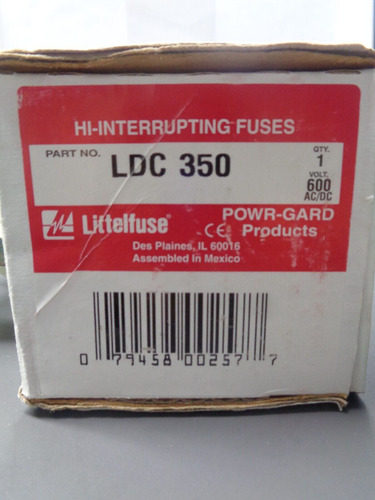 HI-INTERRUPTING FUSES
PART NO.
LDC 350
QTY.
1
VOLT.
600
AC/DC
Littelfuse®
CE
POWR-GARD
Products
Des Plaines, IL 60016
Assembled in Mexico
0 79458 00257 7